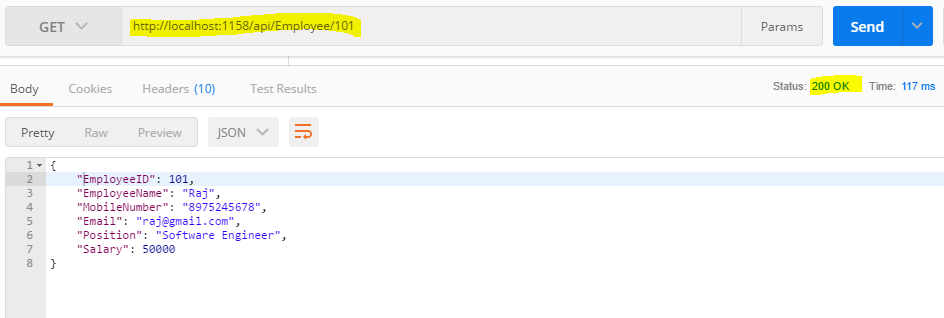 GET http://localhost:1158/api/Employee/101 Params Send
Body Cookies Headers (10) Test Results Status: 200 OK Time: 117 ms
Pretty Raw Preview JSON
1 {
2 "EmployeeID": 101,
3 "EmployeeName": "Raj",
4 "MobileNumber": "8975245678",
5 "Email": "raj@gmail.com",
6 "Position": "Software Engineer",
7 "Salary": 50000
8 }